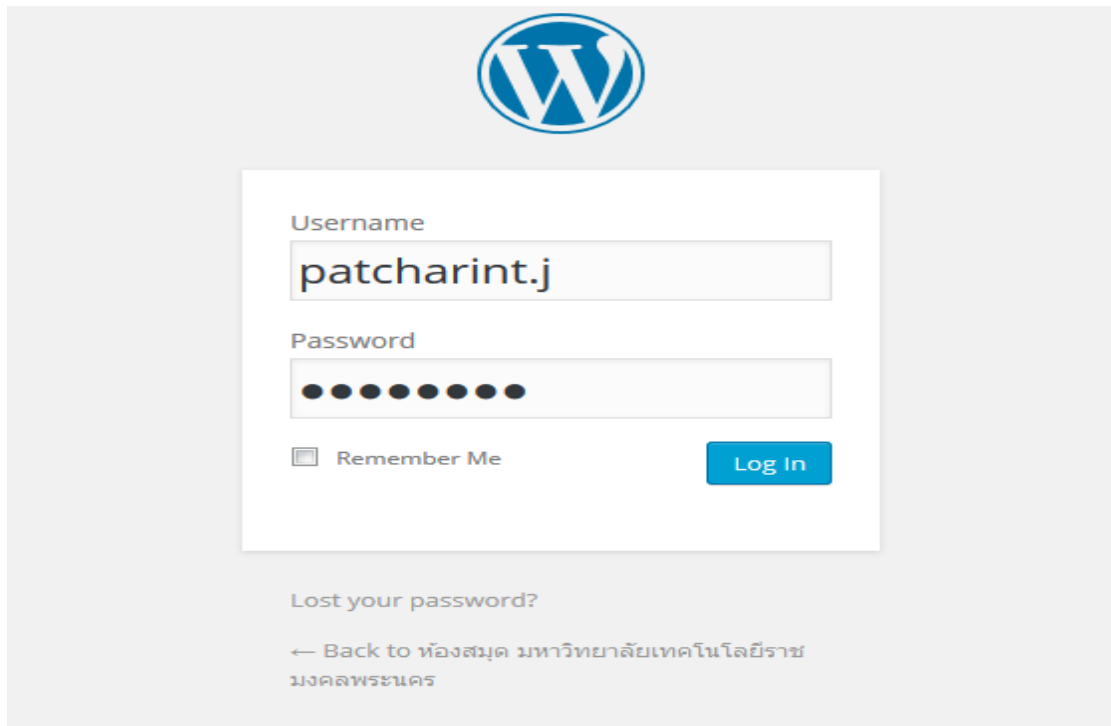 Username
patcharint.j
Password
Remember Me
Log In
Lost your password?
← Back to ห้องสมุด มหาวิทยาลัยเทคโนโลยีราช
มงคลพระนคร